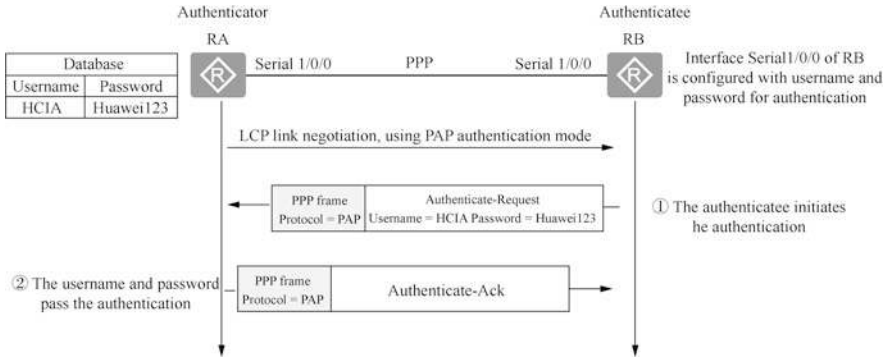 Authenticator
Authenticatee
RA
RB
Database
Username Password
HCIA Huawei123
Serial 1/0/0 PPP Serial 1/0/0
Interface Serial1/0/0 of RB
is configured with username and
password for authentication
LCP link negotiation, using PAP authentication mode
PPP frame
Protocol = PAP
Authenticate-Request
Username = HCIA Password = Huawei123
① The authenticatee initiates
he authentication
② The username and password
pass the authentication
PPP frame
Protocol = PAP
Authenticate-Ack